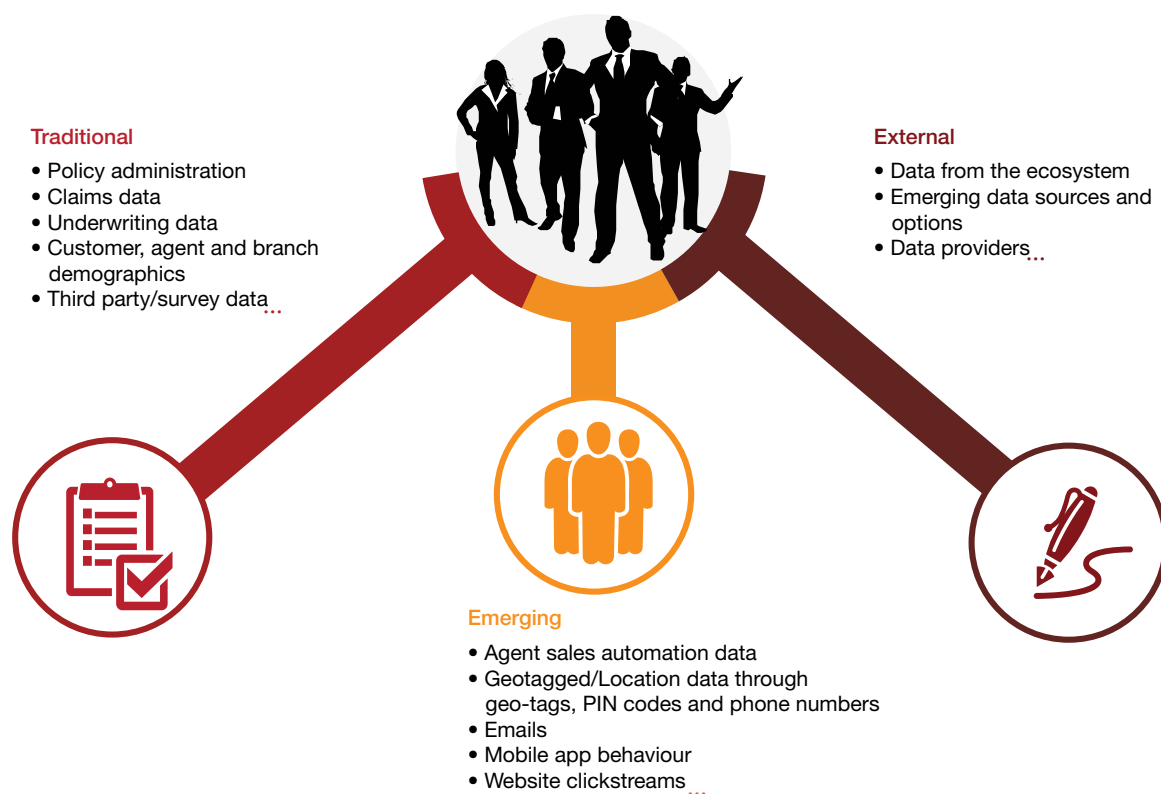 Traditional
• Policy administration
• Claims data
• Underwriting data
• Customer, agent and branch
demographics
• Third party/survey data...
External
• Data from the ecosystem
• Emerging data sources and
options
• Data providers...
Emerging
• Agent sales automation data
• Geotagged/Location data through
geo-tags, PIN codes and phone numbers
• Emails
• Mobile app behaviour
• Website clickstreams...